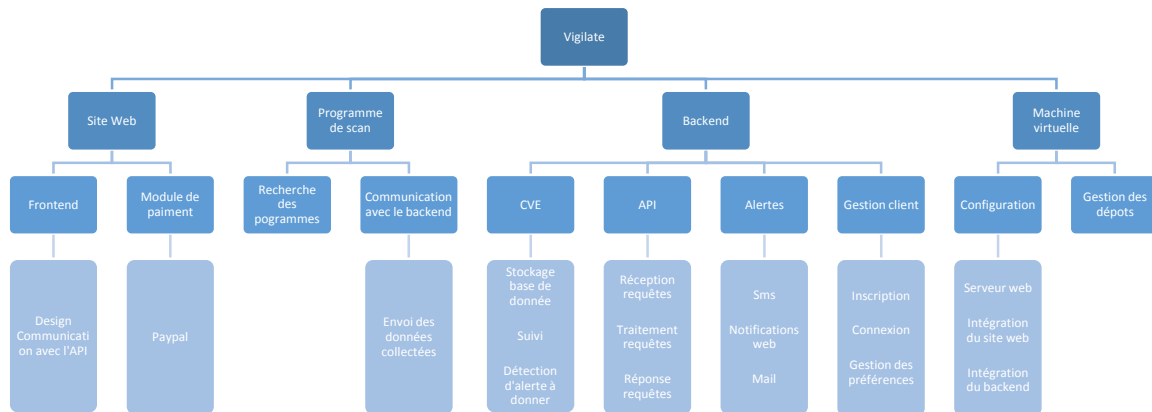 Vigilate
Site Web
Programme
de scan
Backend
Machine
virtuelle
Frontend
Module de
paiment
Recherche
des
pogrammes
Communication
avec le backend
CVE
API
Alertes
Gestion client
Configuration
Gestion des
dépots
Design
Communicati
on avec l'API
Paypal
Envoi des
données
collectées
Stockage
base de
donnée
Suivi
Détection
d'alerte à
donner
Réception
requêtes
Traitement
requêtes
Réponse
requêtes
Sms
Notifications
web
Mail
Inscription
Connexion
Gestion des
préférences
Serveur web
Intégration
du site web
Intégration
du backend